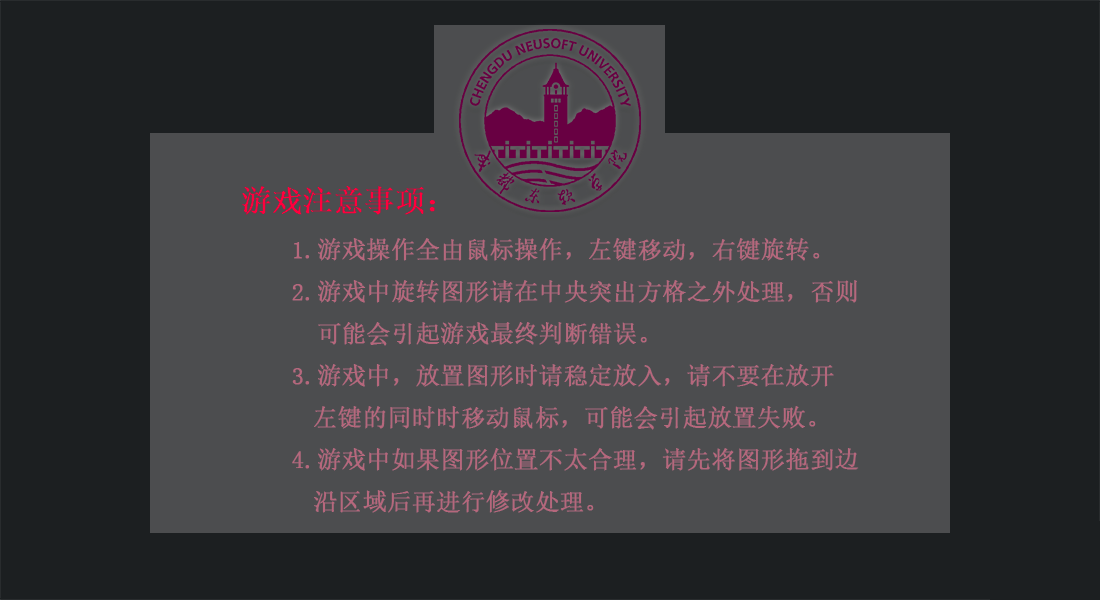 CHENGDU NEUSOFT UNIVERSITY
成都东软学院
游戏注意事项：
1.游戏操作全由鼠标操作，左键移动，右键旋转。
2.游戏中旋转图形请在中央突出方格之外处理，否则
可能会引起游戏最终判断错误。
3.游戏中，放置图形时请稳定放入，请不要在放开
左键的同时时移动鼠标，可能会引起放置失败。
4.游戏中如果图形位置不太合理，请先将图形拖到边
沿区域后再进行修改处理。